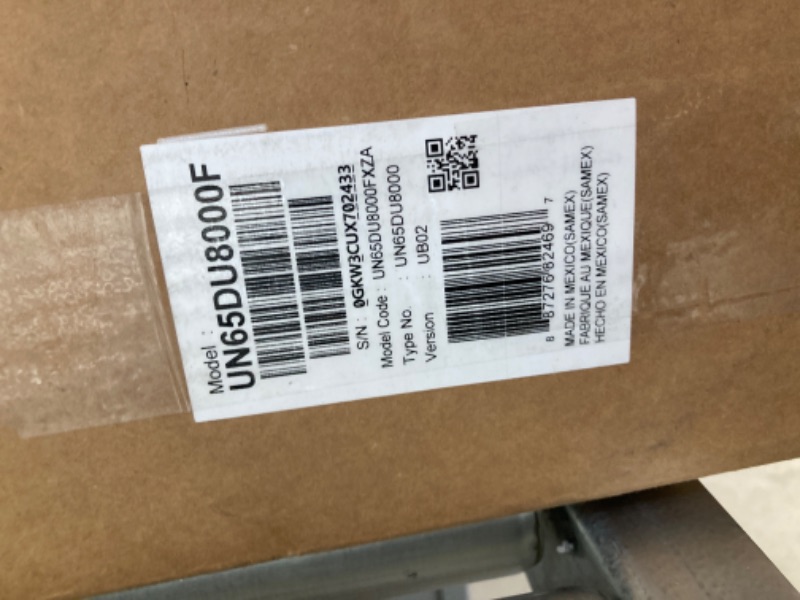 Model :
UN65DU8000F
S/N : 0GKW3CUX702433
Model Code : UN65DU8000FXZA
Type No. : UN65DU8000
Version : UB02
8 87276 82469 7
MADE IN MEXICO(SAMEX)
FABRIQUE AU MEXIQUE(SAMEX)
HECHO EN MEXICO(SAMEX)